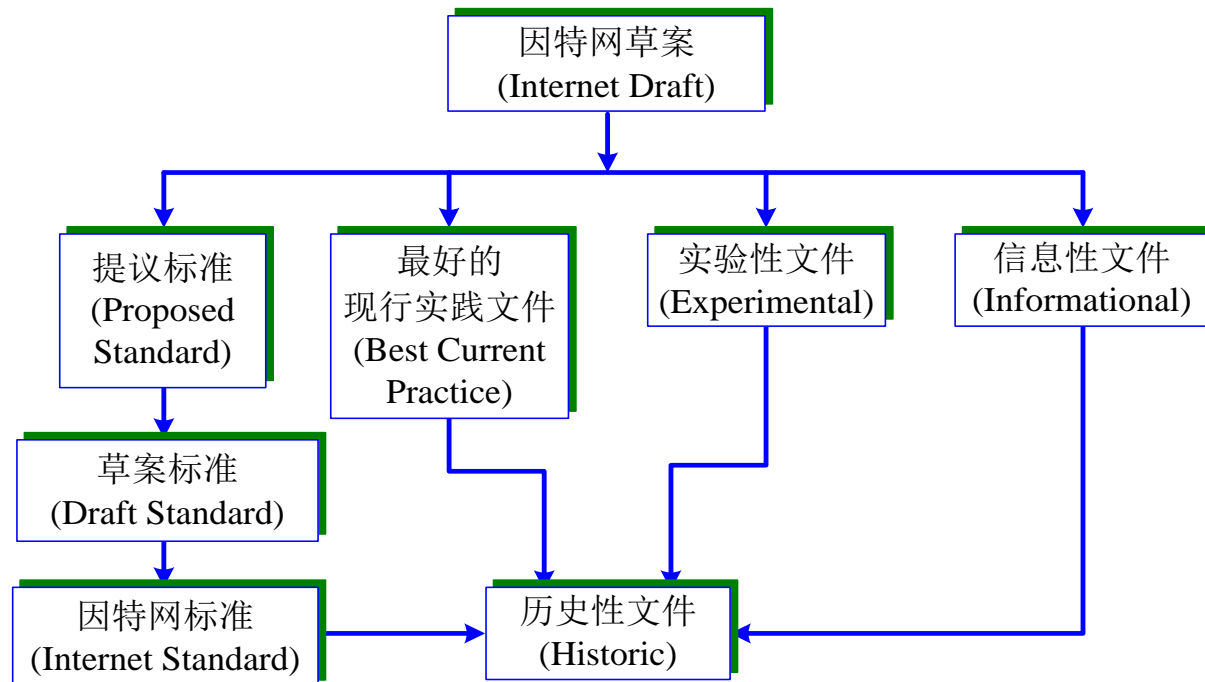 因特网草案
(Internet Draft)
提议标准
(Proposed
Standard)
最好的
现行实践文件
(Best Current
Practice)
实验性文件
(Experimental)
信息性文件
(Informational)
草案标准
(Draft Standard)
因特网标准
(Internet Standard)
历史性文件
(Historic)